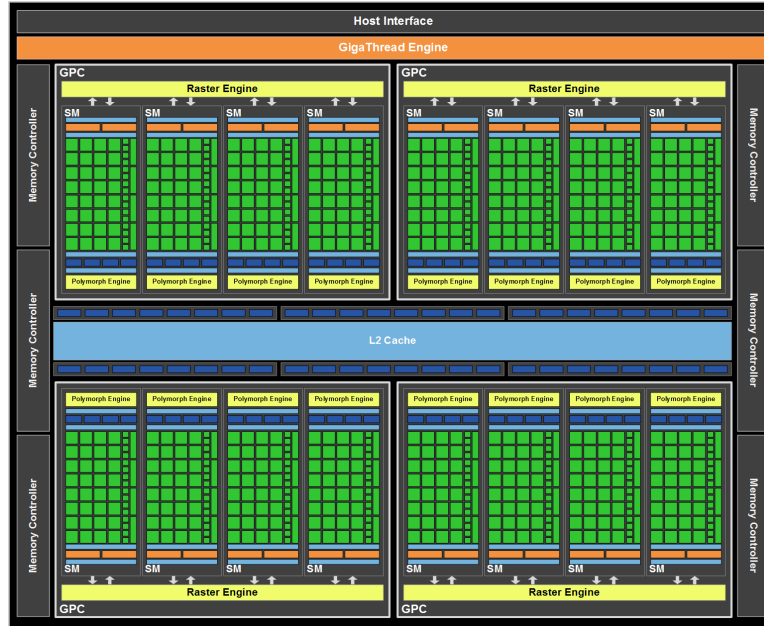 Host Interface
GigaThread Engine
Memory Controller
Memory Controller
Memory Controller
GPC
Raster Engine
SM
SM
SM
SM
Polymorph Engine
Polymorph Engine
Polymorph Engine
Polymorph Engine
GPC
Raster Engine
SM
SM
SM
SM
Polymorph Engine
Polymorph Engine
Polymorph Engine
Polymorph Engine
L2 Cache
Polymorph Engine
Polymorph Engine
Polymorph Engine
Polymorph Engine
SM
SM
SM
SM
Raster Engine
GPC
Polymorph Engine
Polymorph Engine
Polymorph Engine
Polymorph Engine
SM
SM
SM
SM
Raster Engine
GPC
Memory Controller
Memory Controller
Memory Controller